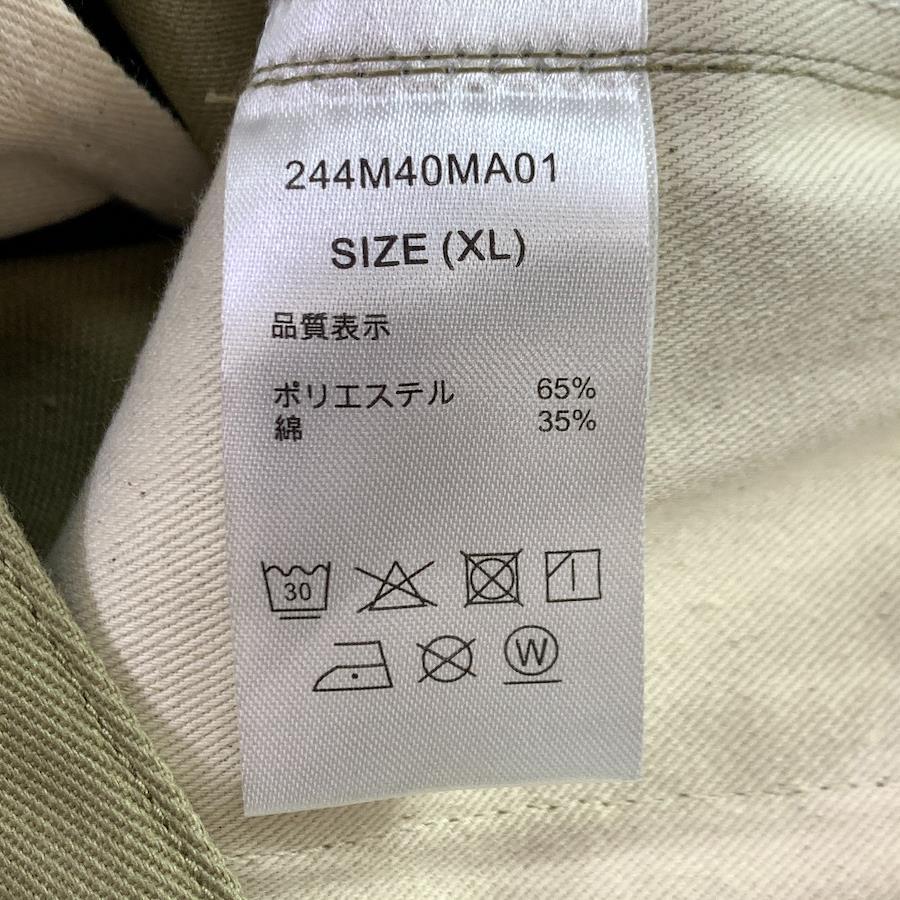 244M40MA01
SIZE (XL)
品質表示
ポリエステル 65%
綿 35%
30
W